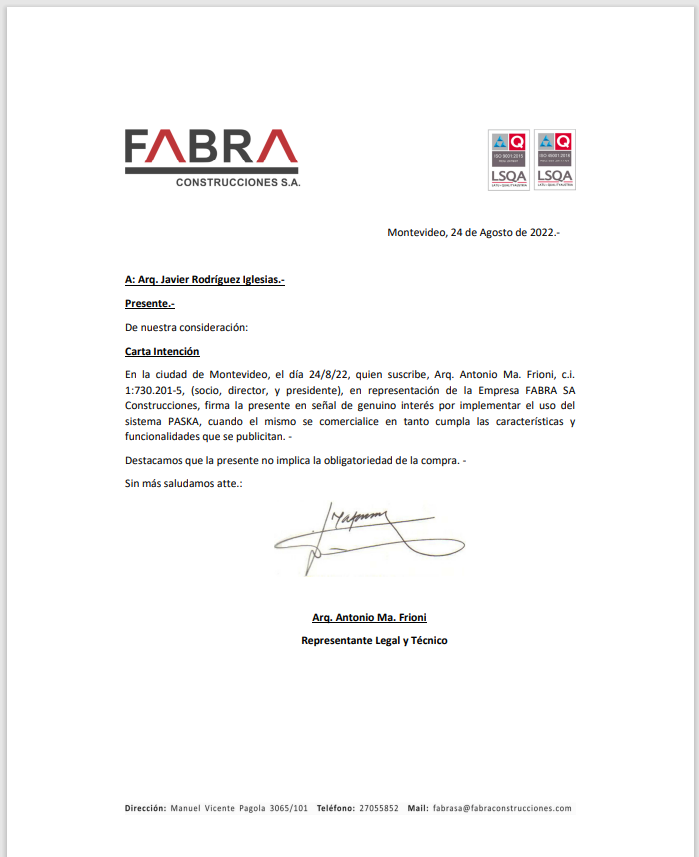 FABRA
CONSTRUCCIONES S.A.
Q Q
ISO 9001:2015
LSQA LSQA
Montevideo, 24 de Agosto de 2022.-
A: Arq. Javier Rodríguez Iglesias.-
Presente.-
De nuestra consideración:
Carta Intención
En la ciudad de Montevideo, el día 24/8/22, quien suscribe, Arq. Antonio Ma. Frioni, c.i.
1:730.201-5, (socio, director, y presidente), en representación de la Empresa FABRA SA
Construcciones, firma la presente en señal de genuino interés por implementar el uso del
sistema PASKA, cuando el mismo se comercialice en tanto cumpla las características y
funcionalidades que se publicitan. -
Destacamos que la presente no implica la obligatoriedad de la compra. -
Sin más saludamos atte.:
Arq. Antonio Ma. Frioni
Representante Legal y Técnico
Dirección: Manuel Vicente Pagola 3065/101 Teléfono: 27055852 Mail: fabrasa@fabraconstrucciones.com